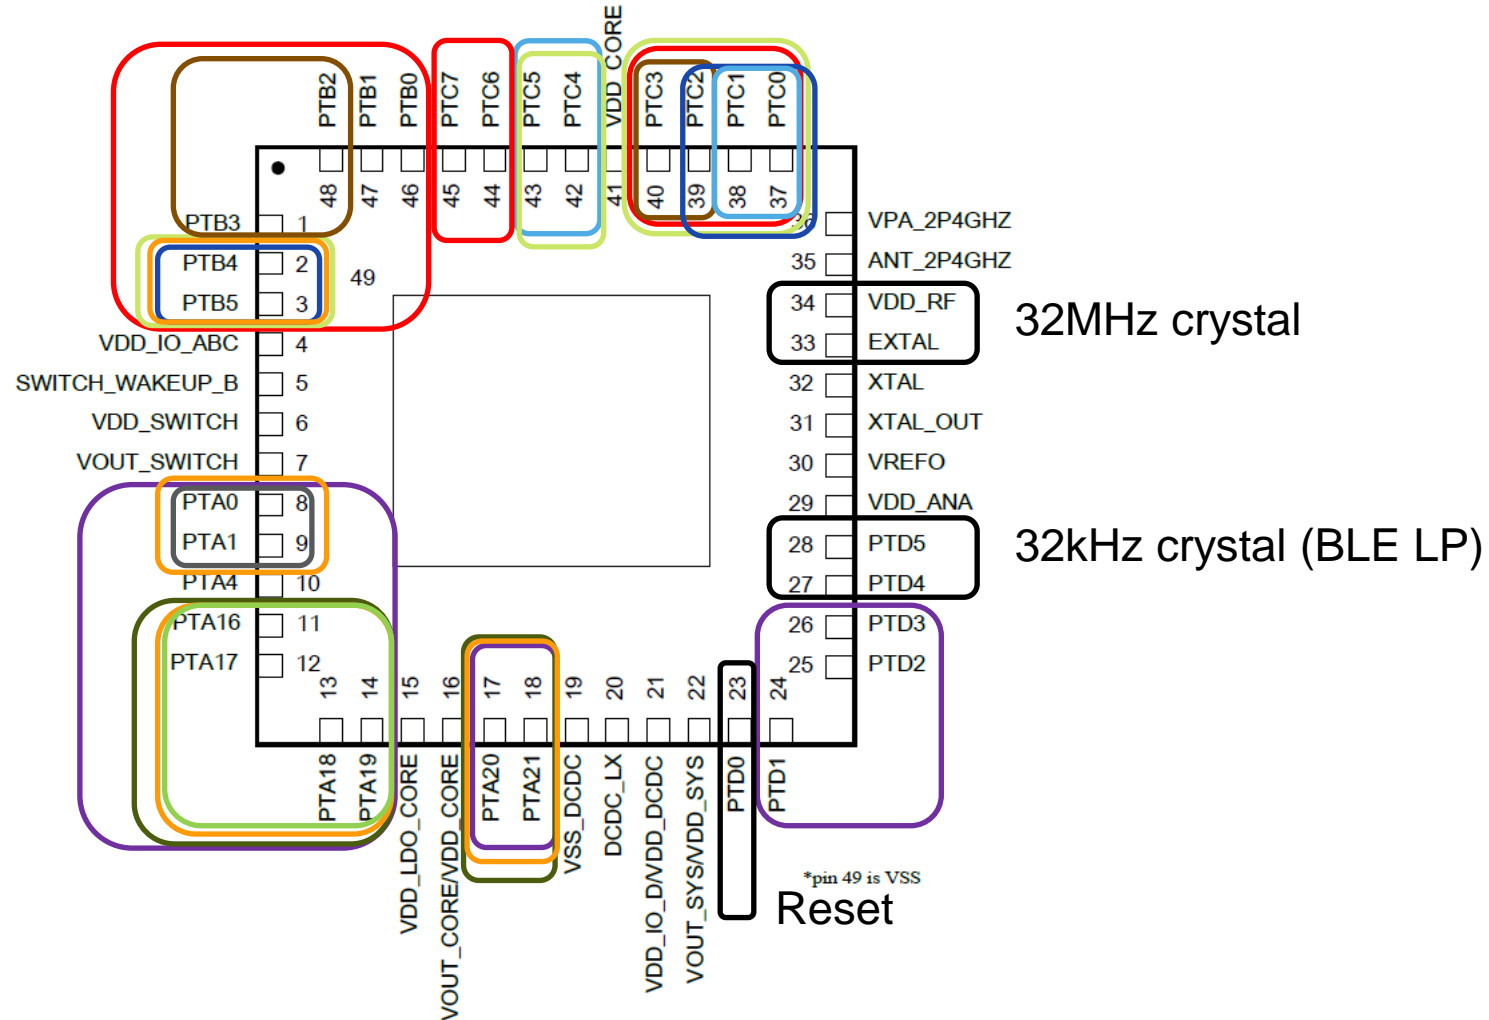 PTB2
PTB1
PTB0
PTC7
PTC6
PTC5
PTC4
VDD_CORE
PTC3
PTC2
PTC1
PTC0
48
47
46
45
44
43
42
41
40
39
38
37
PTB3 1
PTB4 2
PTB5 3
VDD_IO_ABC 4
SWITCH_WAKEUP_B 5
VDD_SWITCH 6
VOUT_SWITCH 7
PTA0 8
PTA1 9
PTA4 10
PTA16 11
PTA17 12
49
36 VPA_2P4GHZ
35 ANT_2P4GHZ
34 VDD_RF
33 EXTAL
32 XTAL
31 XTAL_OUT
30 VREFO
29 VDD_ANA
28 PTD5
27 PTD4
26 PTD3
25 PTD2
32MHz crystal
32kHz crystal (BLE LP)
13
14
15
16
17
18
19
20
21
22
23
24
PTA18
PTA19
VDD_LDO_CORE
VOUT_CORE/VDD_CORE
PTA20
PTA21
VSS_DCDC
DCDC_LX
VDD_IO_D/VDD_DCDC
VOUT_SYS/VDD_SYS
PTD0
PTD1
*pin 49 is VSS
Reset